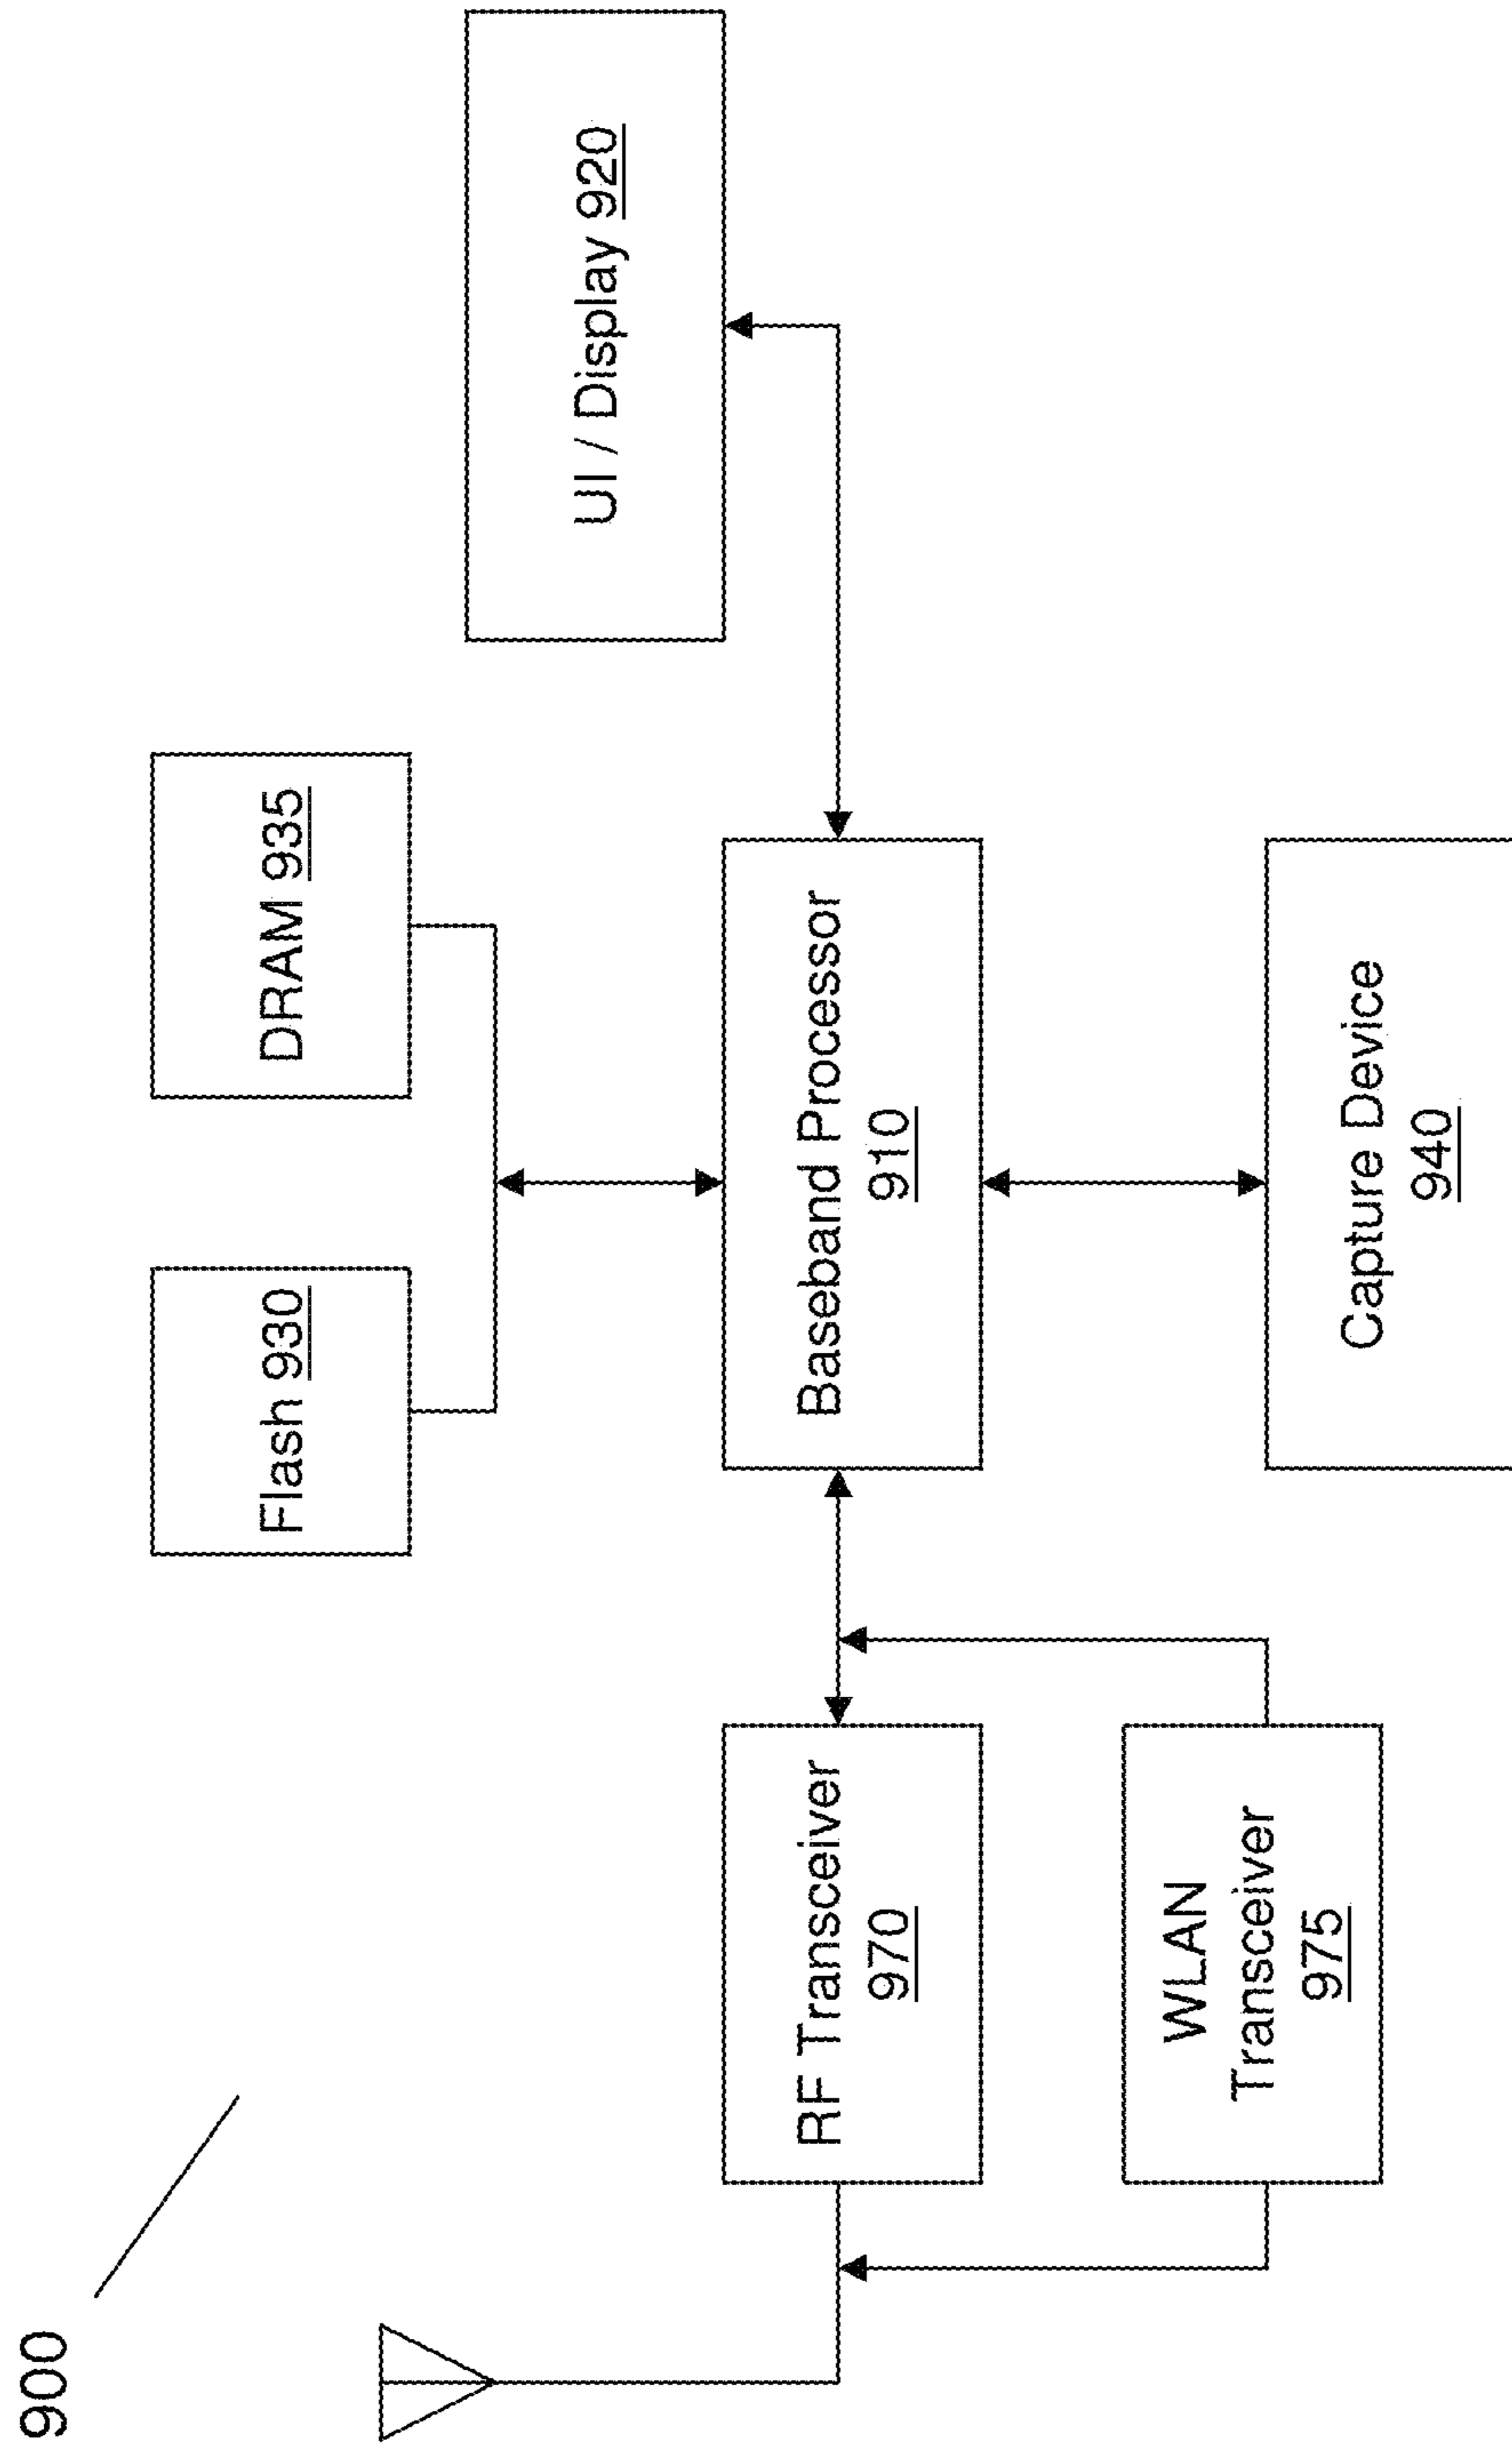 900
Flash 930
DRAM 935
UI / Display 920
RF Transceiver
970
Baseband Processor
910
WLAN
Transceiver
975
Capture Device
940